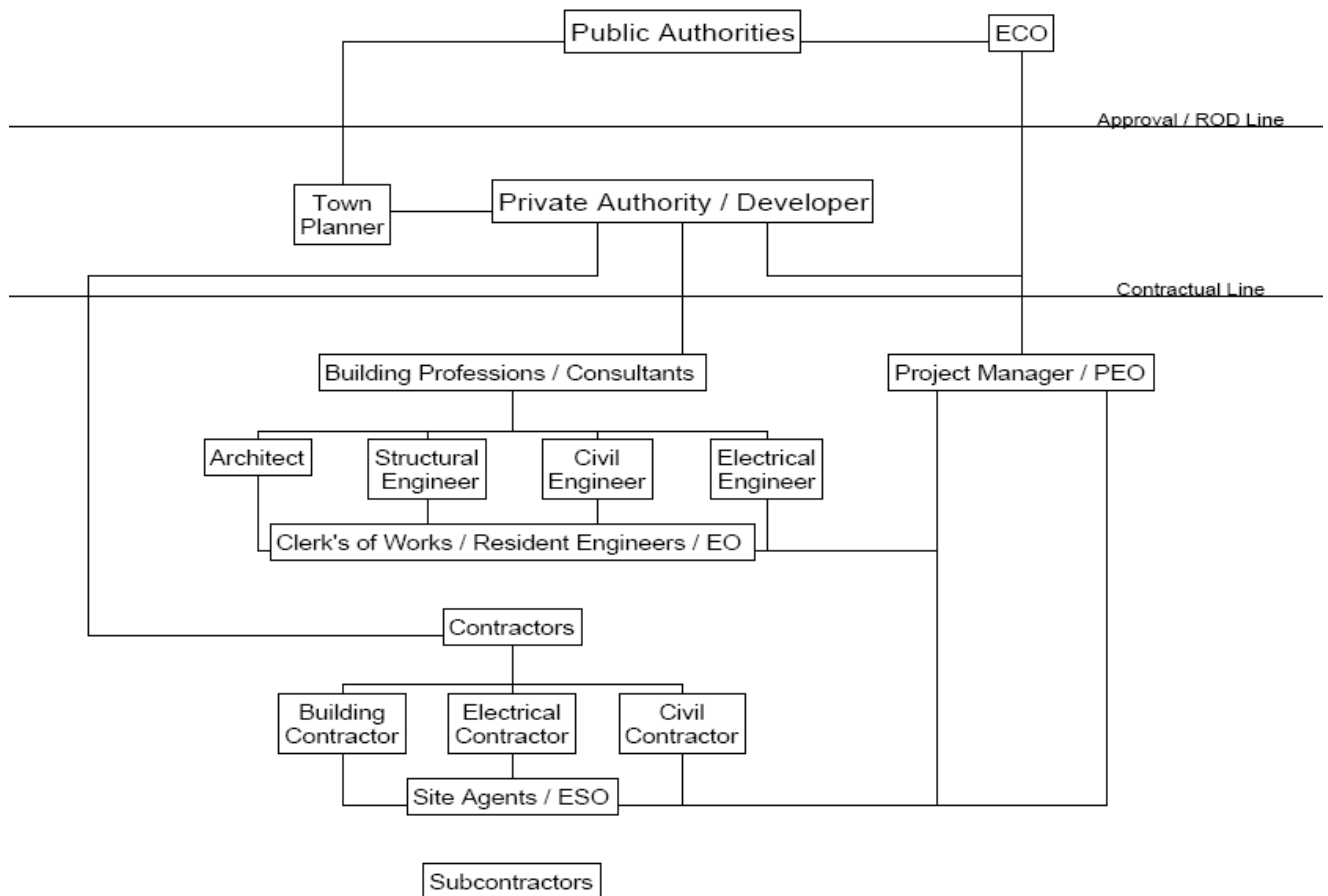 Public Authorities
ECO
Approval / ROD Line
Town
Planner
Private Authority / Developer
Contractual Line
Building Professions / Consultants
Project Manager / PEO
Architect
Structural
Engineer
Civil
Engineer
Electrical
Engineer
Clerk's of Works / Resident Engineers / EO
Contractors
Building
Contractor
Electrical
Contractor
Civil
Contractor
Site Agents / ESO
Subcontractors